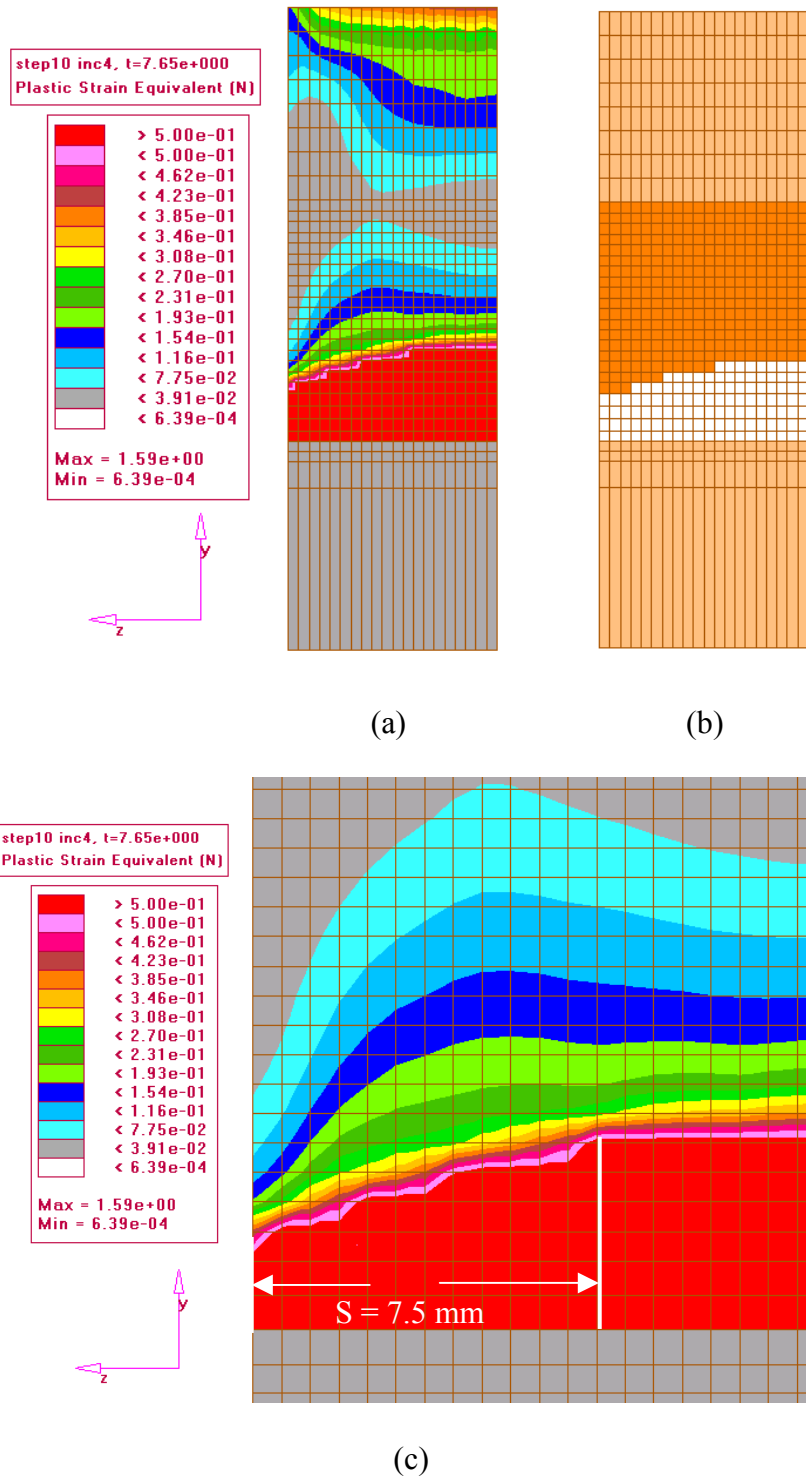 step10 inc4, t=7.65e+000
Plastic Strain Equivalent (N)
> 5.00e-01
< 5.00e-01
< 4.62e-01
< 4.23e-01
< 3.85e-01
< 3.46e-01
< 3.08e-01
< 2.70e-01
< 2.31e-01
< 1.93e-01
< 1.54e-01
< 1.16e-01
< 7.75e-02
< 3.91e-02
< 6.39e-04
Max = 1.59e+00
Min = 6.39e-04
y
z
(a)
(b)
step10 inc4, t=7.65e+000
Plastic Strain Equivalent (N)
> 5.00e-01
< 5.00e-01
< 4.62e-01
< 4.23e-01
< 3.85e-01
< 3.46e-01
< 3.08e-01
< 2.70e-01
< 2.31e-01
< 1.93e-01
< 1.54e-01
< 1.16e-01
< 7.75e-02
< 3.91e-02
< 6.39e-04
Max = 1.59e+00
Min = 6.39e-04
y
z
S = 7.5 mm
(c)